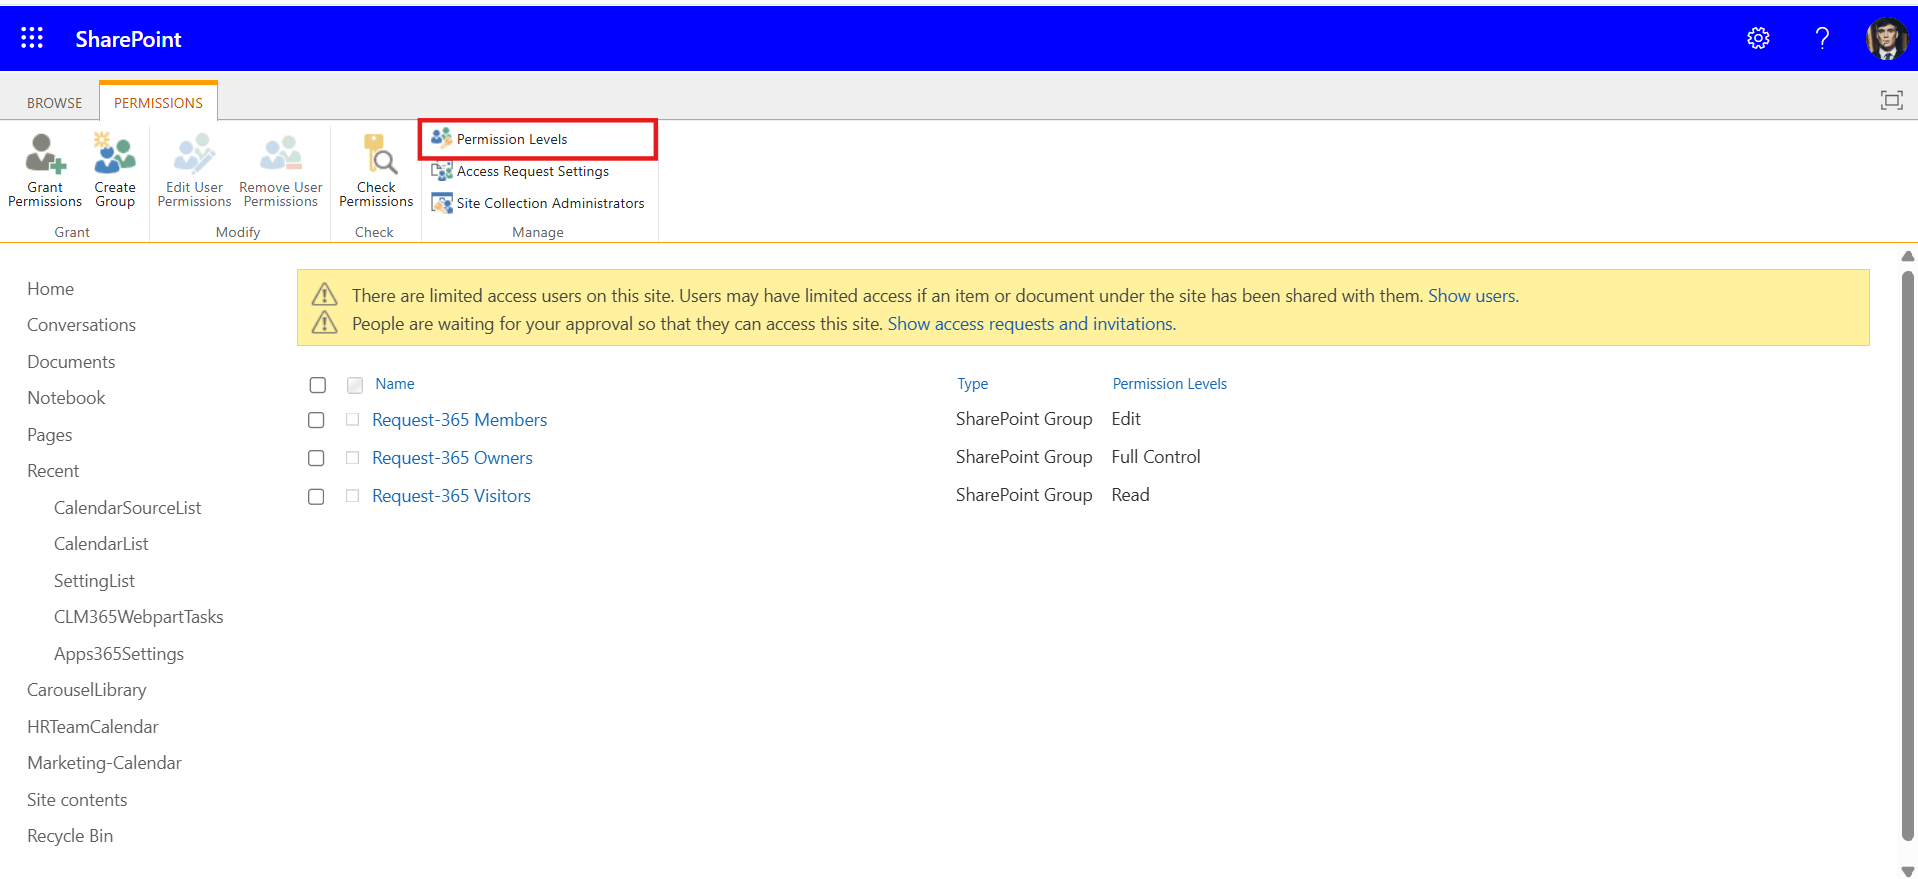 SharePoint
?
BROWSE
PERMISSIONS
Grant Permissions
Create Group
Edit User Permissions
Remove User Permissions
Check Permissions
Permission Levels
Access Request Settings
Site Collection Administrators
Grant
Modify
Check
Manage
Home
Conversations
Documents
Notebook
Pages
Recent
CalendarSourceList
CalendarList
SettingList
CLM365WebpartTasks
Apps365Settings
CarouselLibrary
HRTeamCalendar
Marketing-Calendar
Site contents
Recycle Bin
There are limited access users on this site. Users may have limited access if an item or document under the site has been shared with them. Show users.
People are waiting for your approval so that they can access this site. Show access requests and invitations.
Name Type Permission Levels
Request-365 Members SharePoint Group Edit
Request-365 Owners SharePoint Group Full Control
Request-365 Visitors SharePoint Group Read